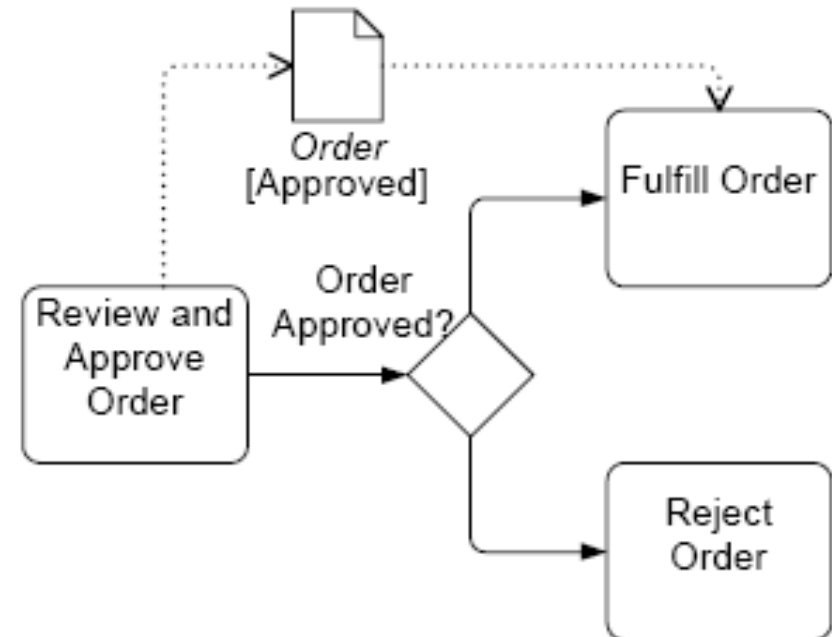 Order
[Approved]
Fulfill Order
Order
Approved?
Review and
Approve
Order
Reject
Order